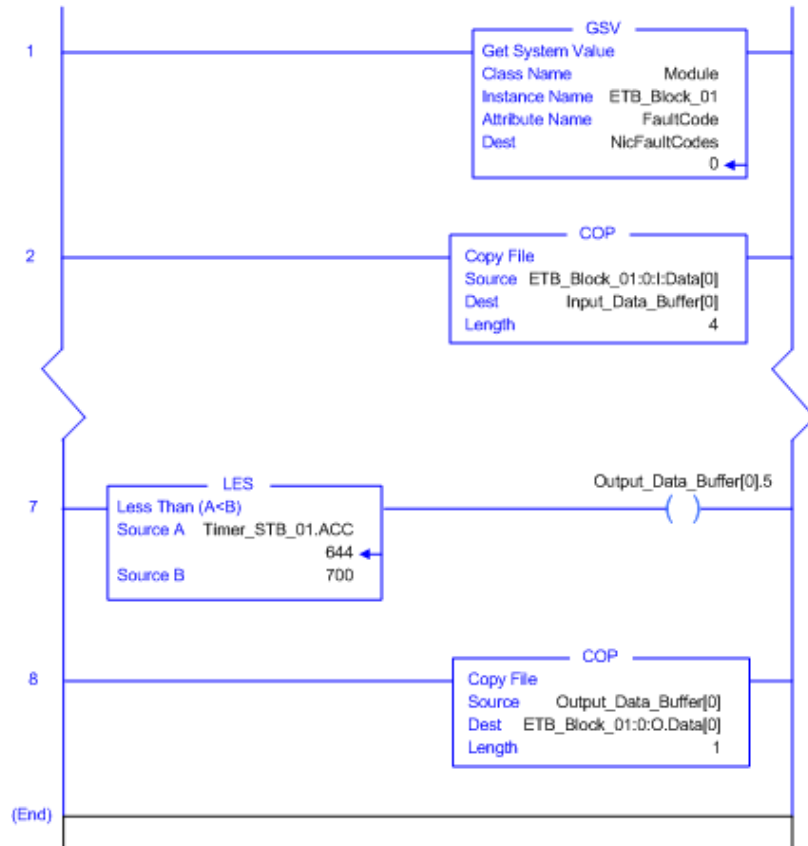 GSV
1
Get System Value
Class Name Module
Instance Name ETB_Block_01
Attribute Name FaultCode
Dest NicFaultCodes
0
COP
2
Copy File
Source ETB_Block_01:0:I:Data[0]
Dest Input_Data_Buffer[0]
Length 4
LES
Output_Data_Buffer[0].5
7
Less Than (A<B)
Source A Timer_STB_01.ACC
644
Source B 700
COP
8
Copy File
Source Output_Data_Buffer[0]
Dest ETB_Block_01:0:O.Data[0]
Length 1
(End)